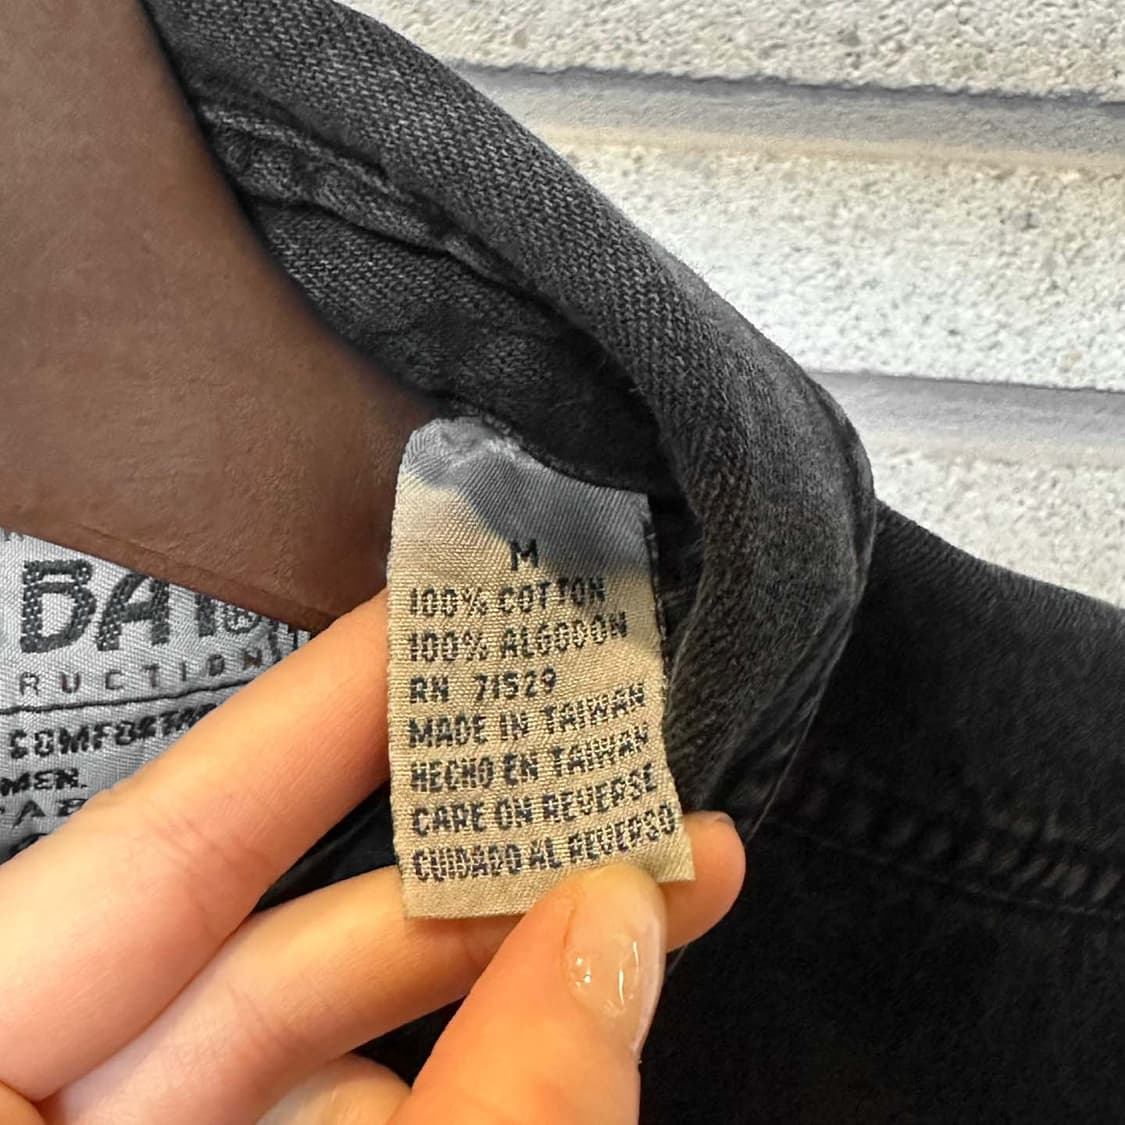 BA
RUCTION
COMFORTA
MEN.
M
100% COTTON
100% ALGODON
RN 71529
MADE IN TAIWAN
HECHO EN TAIWAN
CARE ON REVERSE
CUIDADO AL REVERSO